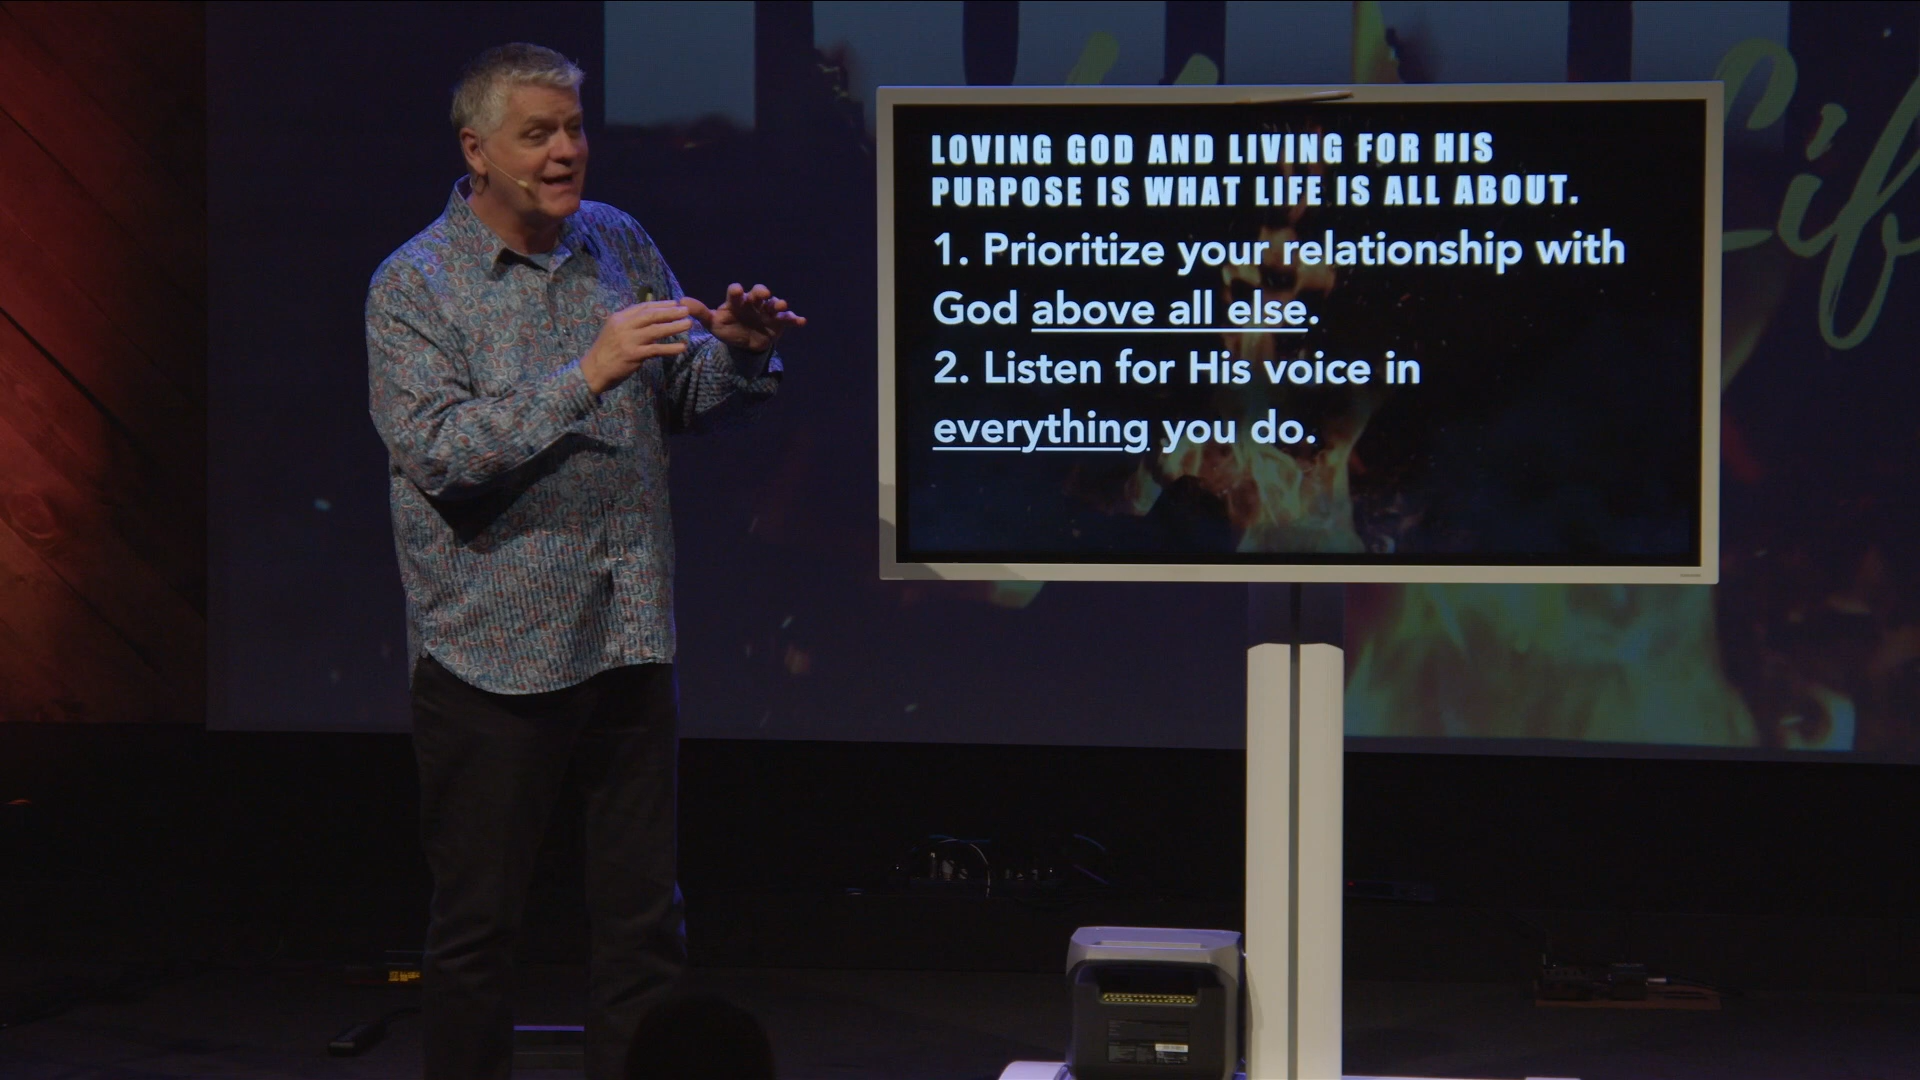 LOVING GOD AND LIVING FOR HIS
PURPOSE IS WHAT LIFE IS ALL ABOUT.
1. Prioritize your relationship with
God above all else.
2. Listen for His voice in
everything you do.